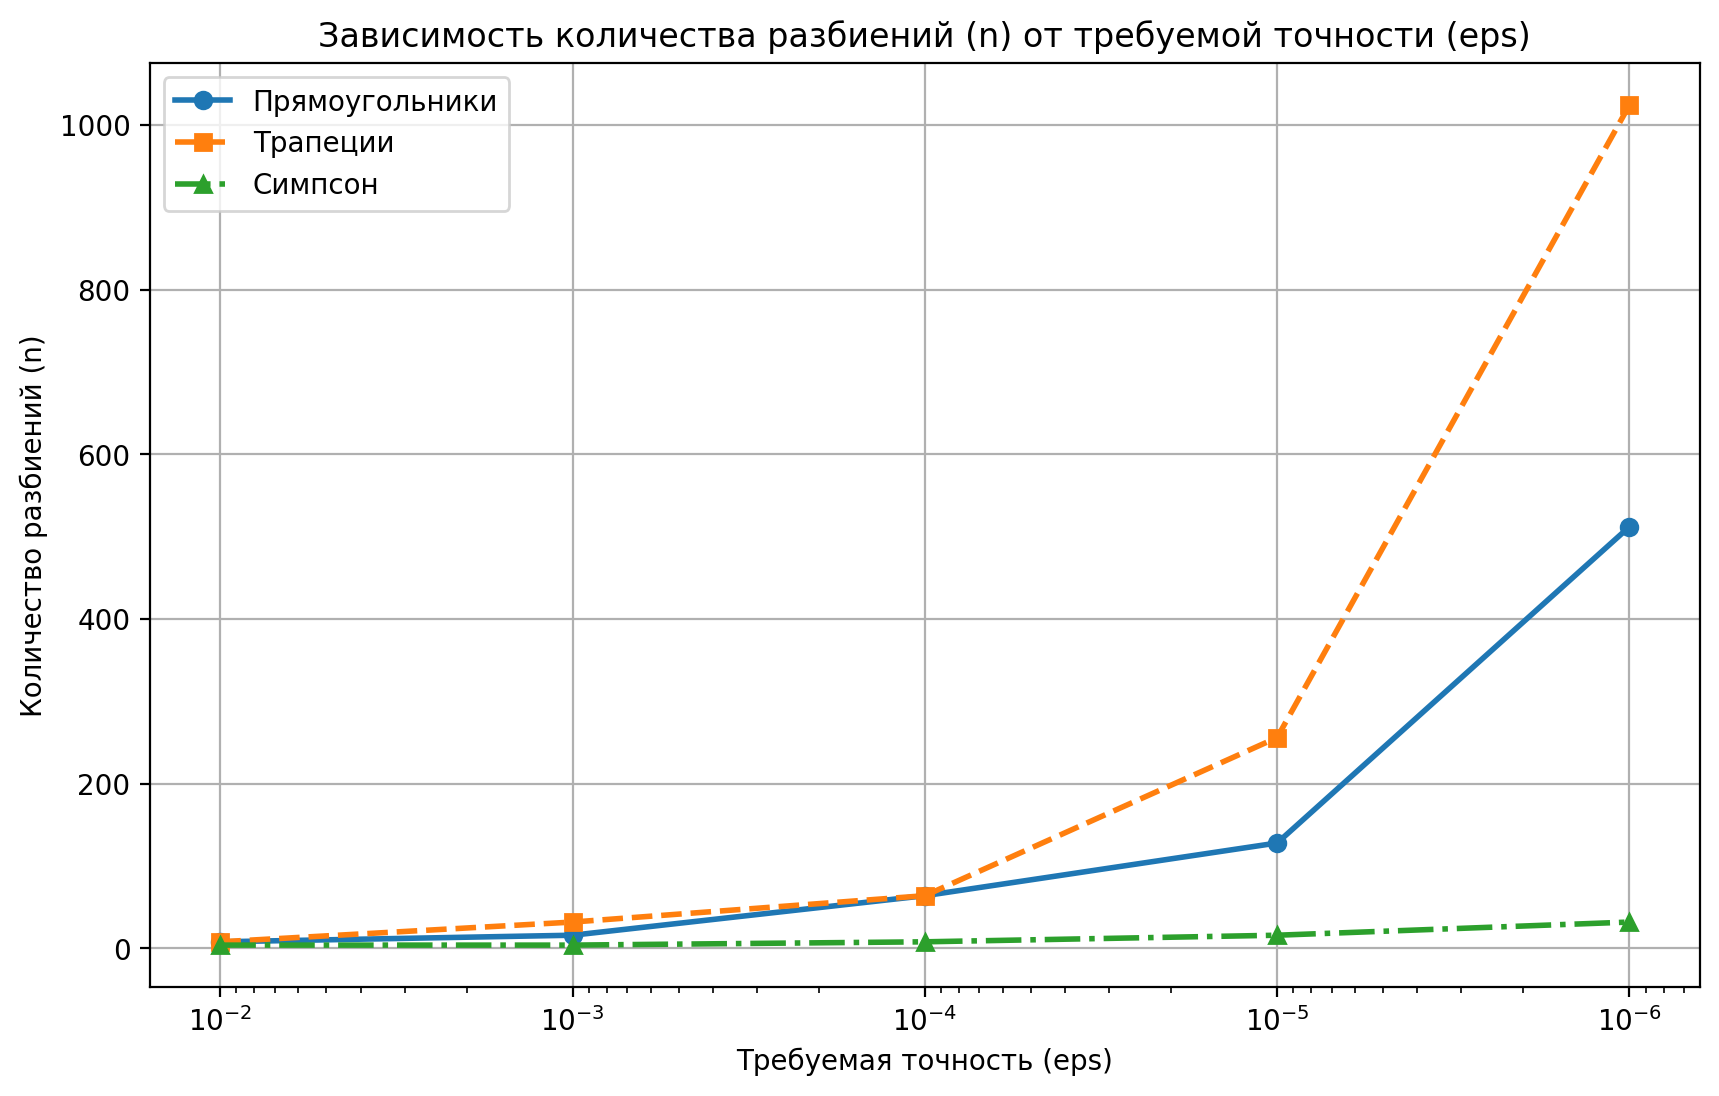 Зависимость количества разбиений (n) от требуемой точности (eps)
Прямоугольники
Трапеции
Симпсон
Количество разбиений (n)
1000
800
600
400
200
0
10⁻² 10⁻³ 10⁻⁴ 10⁻⁵ 10⁻⁶
Требуемая точность (eps)